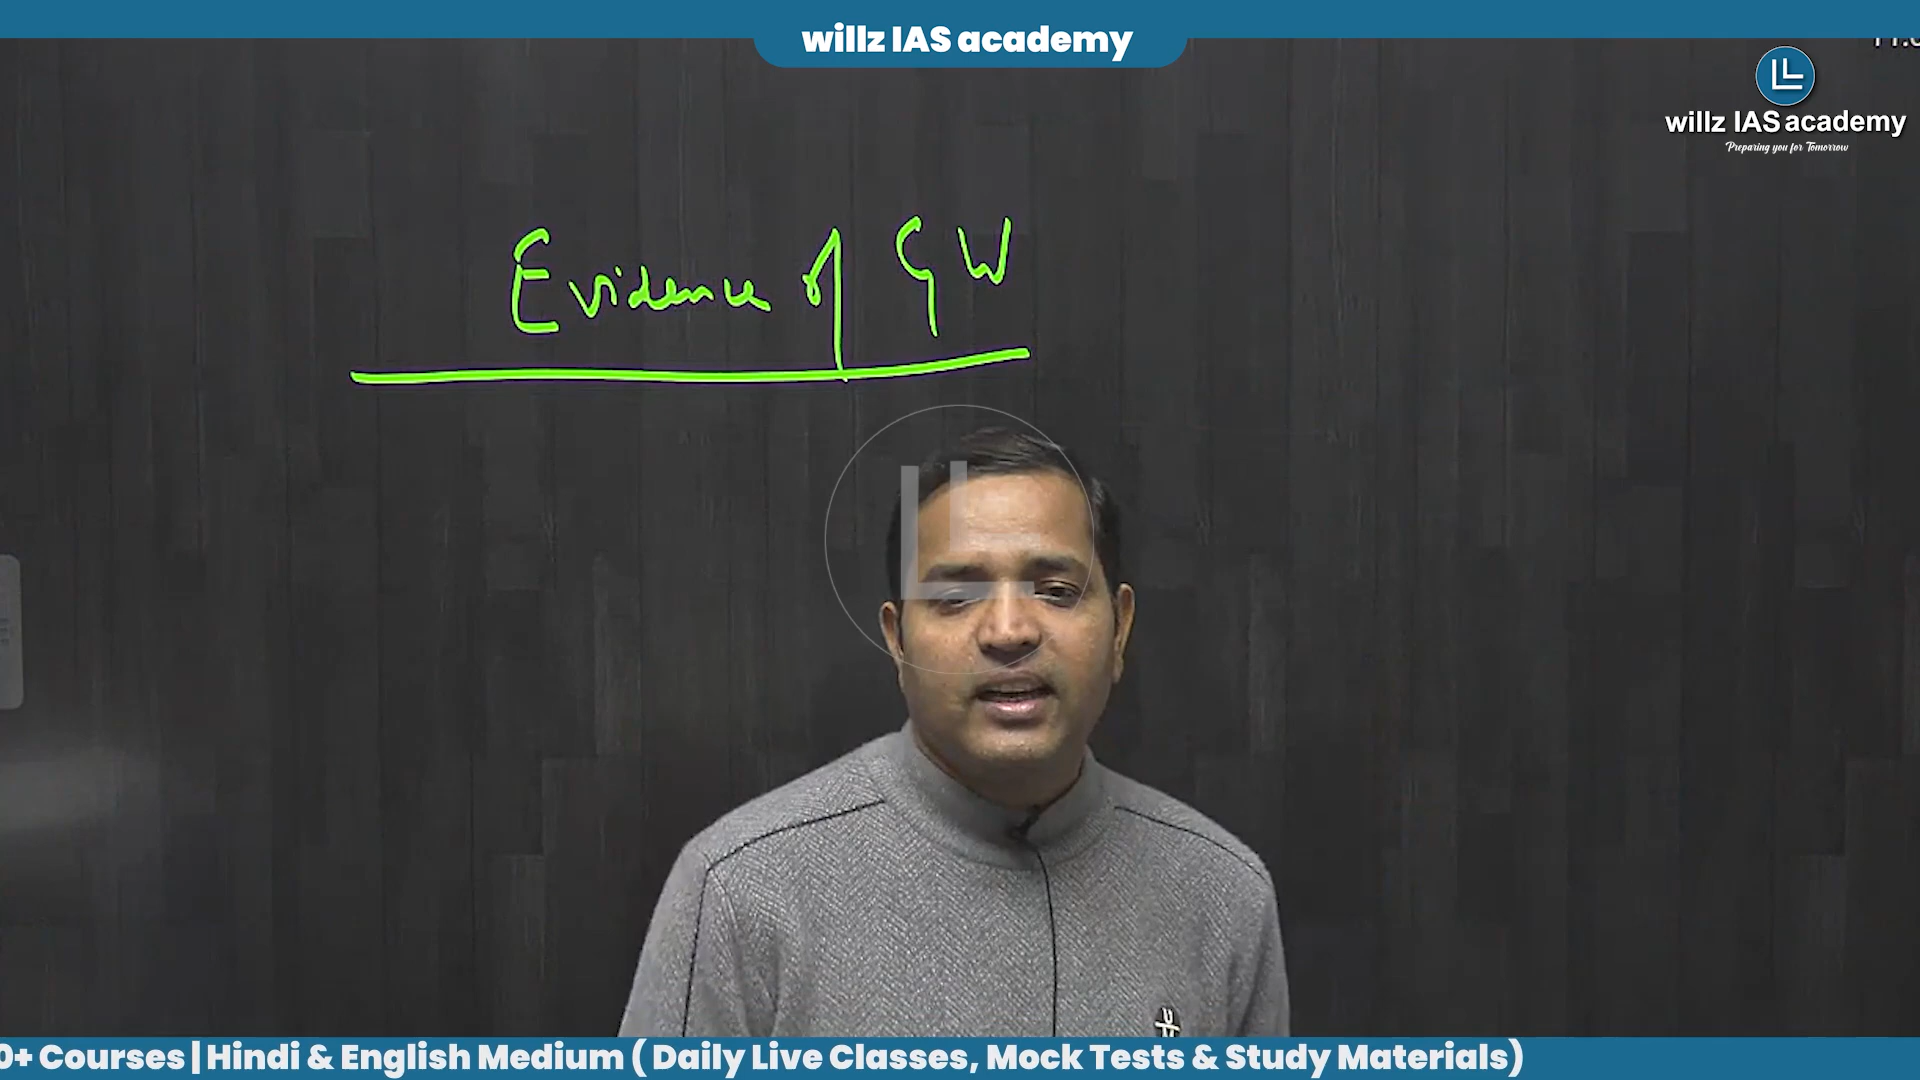 willz IAS academy
willz IAS academy
Preparing you for Tomorrow
Evidence of GW
0+ Courses | Hindi & English Medium ( Daily Live Classes, Mock Tests & Study Materials)